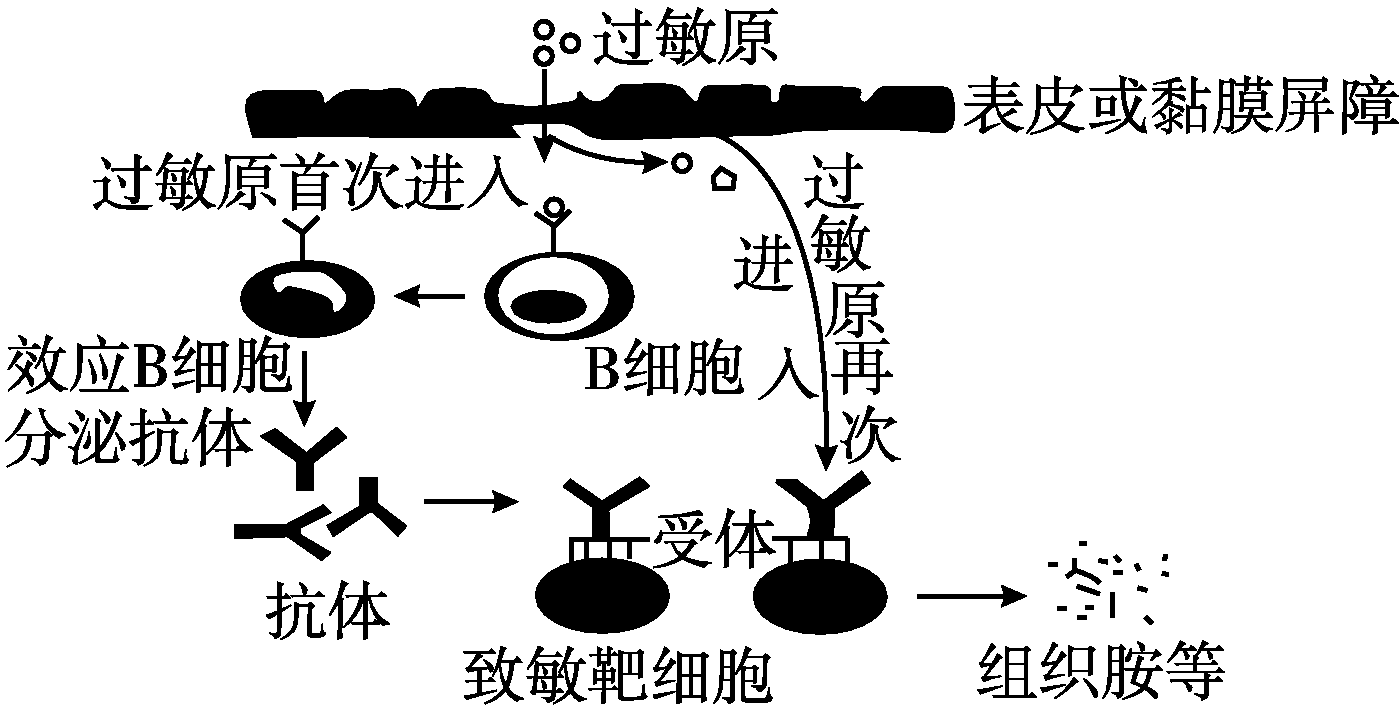 过敏原
表皮或黏膜屏障
过敏原首次进入
过敏原再次
进入
效应B细胞
分泌抗体
B细胞
受体
抗体
致敏靶细胞
组织胺等